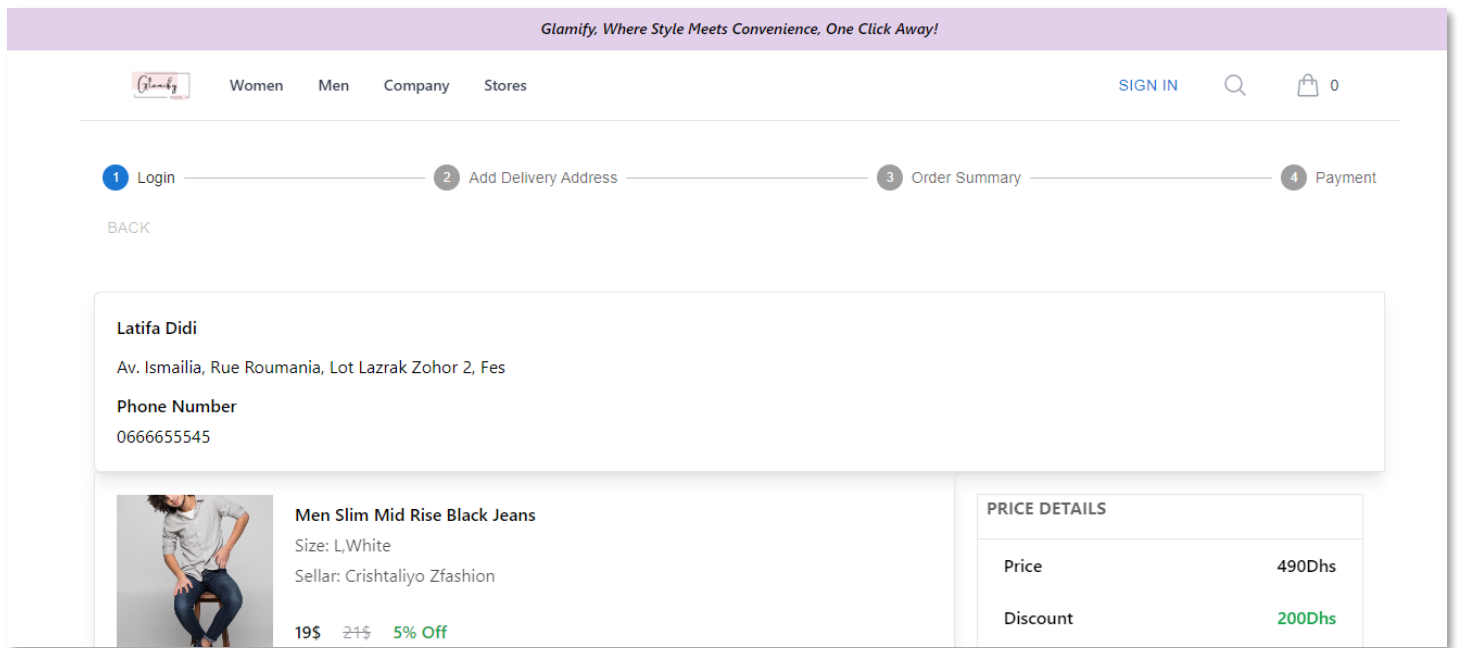 Glamify, Where Style Meets Convenience, One Click Away!
Glamify Women Men Company Stores SIGN IN 0
1 Login 2 Add Delivery Address 3 Order Summary 4 Payment
BACK
Latifa Didi
Av. Ismailia, Rue Roumania, Lot Lazrak Zohor 2, Fes
Phone Number
0666655545
Men Slim Mid Rise Black Jeans
Size: L,White
Sellar: Crishtaliyo Zfashion
19$ 21$ 5% Off
PRICE DETAILS
Price 490Dhs
Discount 200Dhs